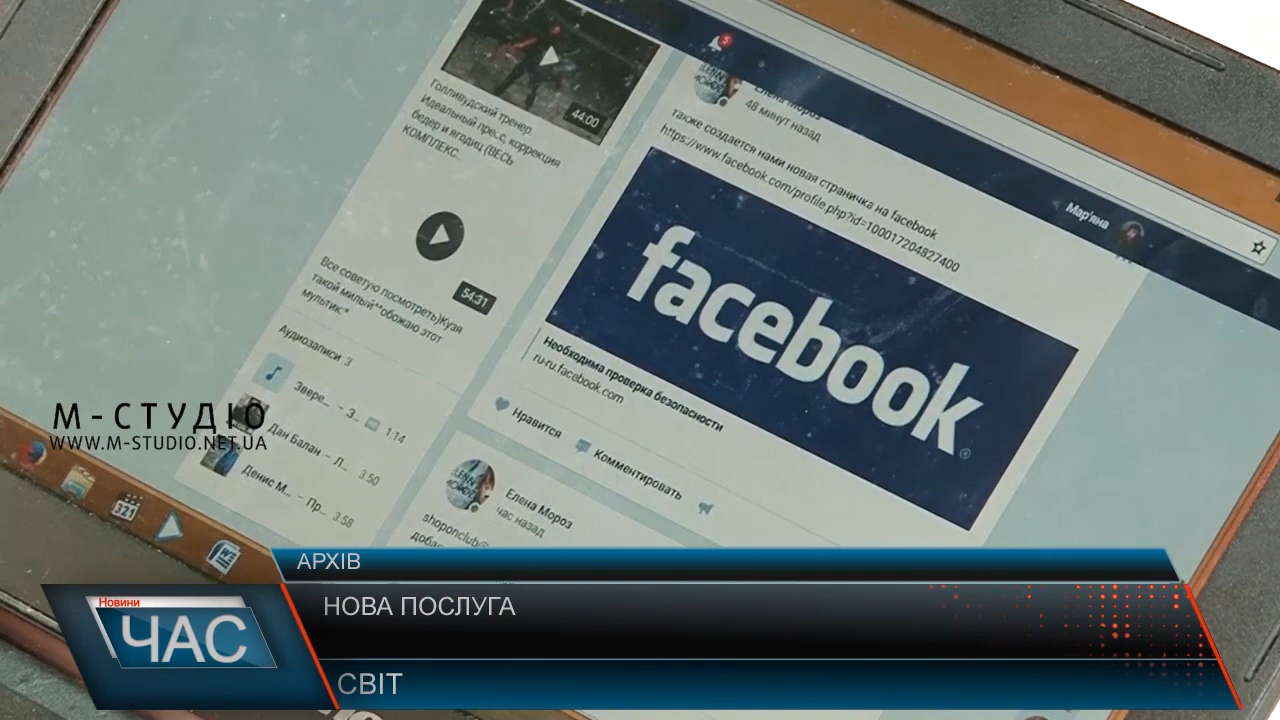 44:00
Голливудский тренер.
Идеальный пресс, коррекция
бедер и ягодиц (ВЕСЬ
КОМПЛЕКС.
54:31
Все советую посмотреть)Кузя
такой милый^^обожаю этот
мультик*
Аудиозаписи 3
Звере... - З... 1:14
Дан Балан - Л... 3:50
Денис М... - Пр... 3:58
5
Мар'яна
Елена Мороз
48 минут назад
также создается нами новая страничка на facebook
https://www.facebook.com/profile.php?id=100017204827400
facebook
Необходима проверка безопасности
ru-ru.facebook.com
Нравится Комментировать
Елена Мороз
час назад
shoponclub@
М-СТУДІО
WWW.M-STUDIO.NET.UA
321
АРХІВ
Новини
ЧАС
НОВА ПОСЛУГА
СВІТ